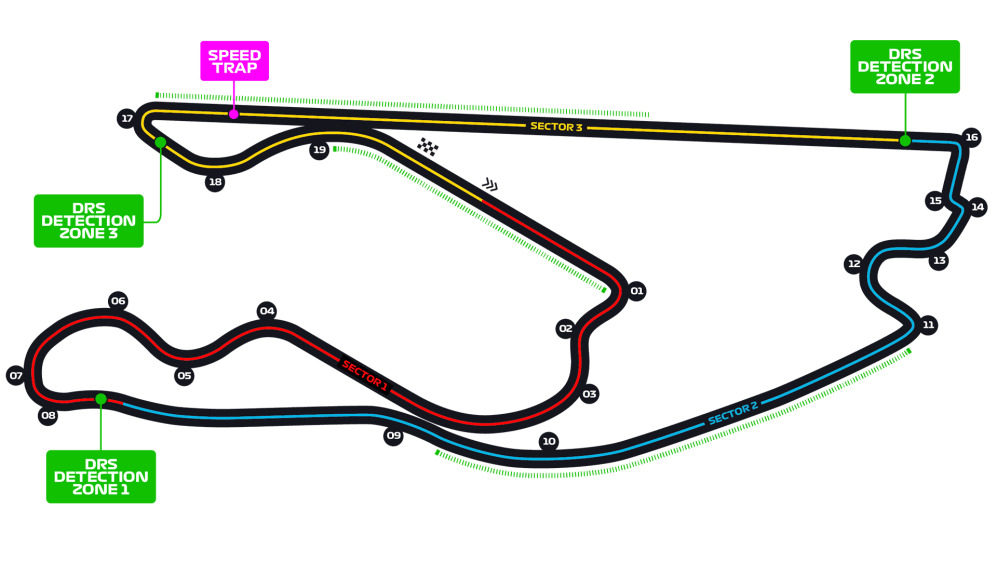 SPEED
TRAP
DRS
DETECTION
ZONE 2
17
SECTOR 3
16
19
18
15
14
DRS
DETECTION
ZONE 3
12
13
01
06
04
02
11
07
05
SECTOR 1
03
08
SECTOR 2
09
10
DRS
DETECTION
ZONE 1